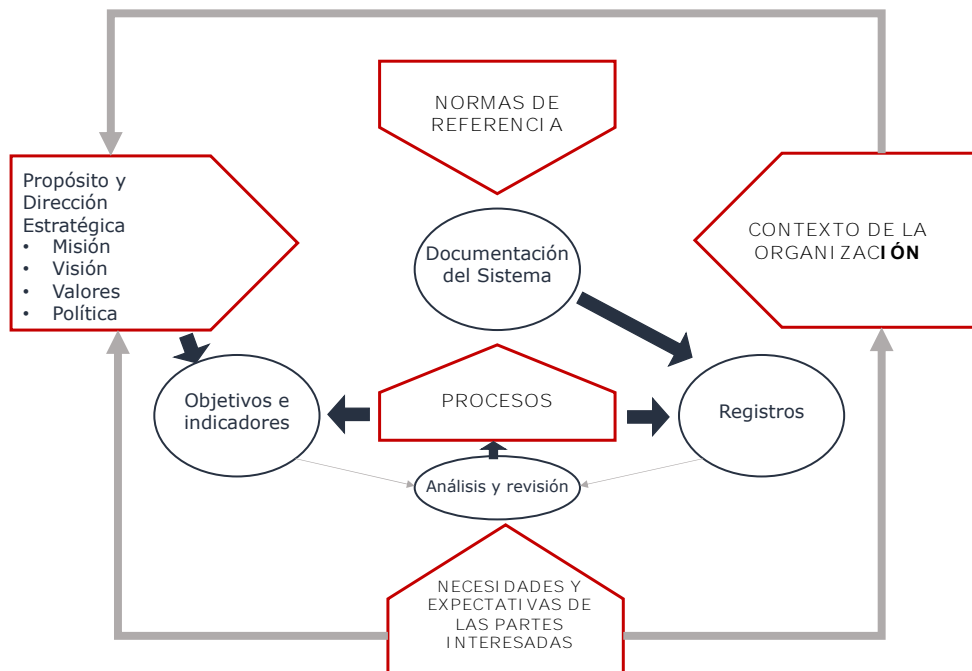 NORMAS DE
REFERENCIA
Propósito y
Dirección
Estratégica
• Misión
• Visión
• Valores
• Política
CONTEXTO DE LA
ORGANIZACIÓN
Documentación
del Sistema
Objetivos e
indicadores
PROCESOS
Registros
Análisis y revisión
NECESIDADES Y
EXPECTATIVAS DE
LAS PARTES
INTERESADAS